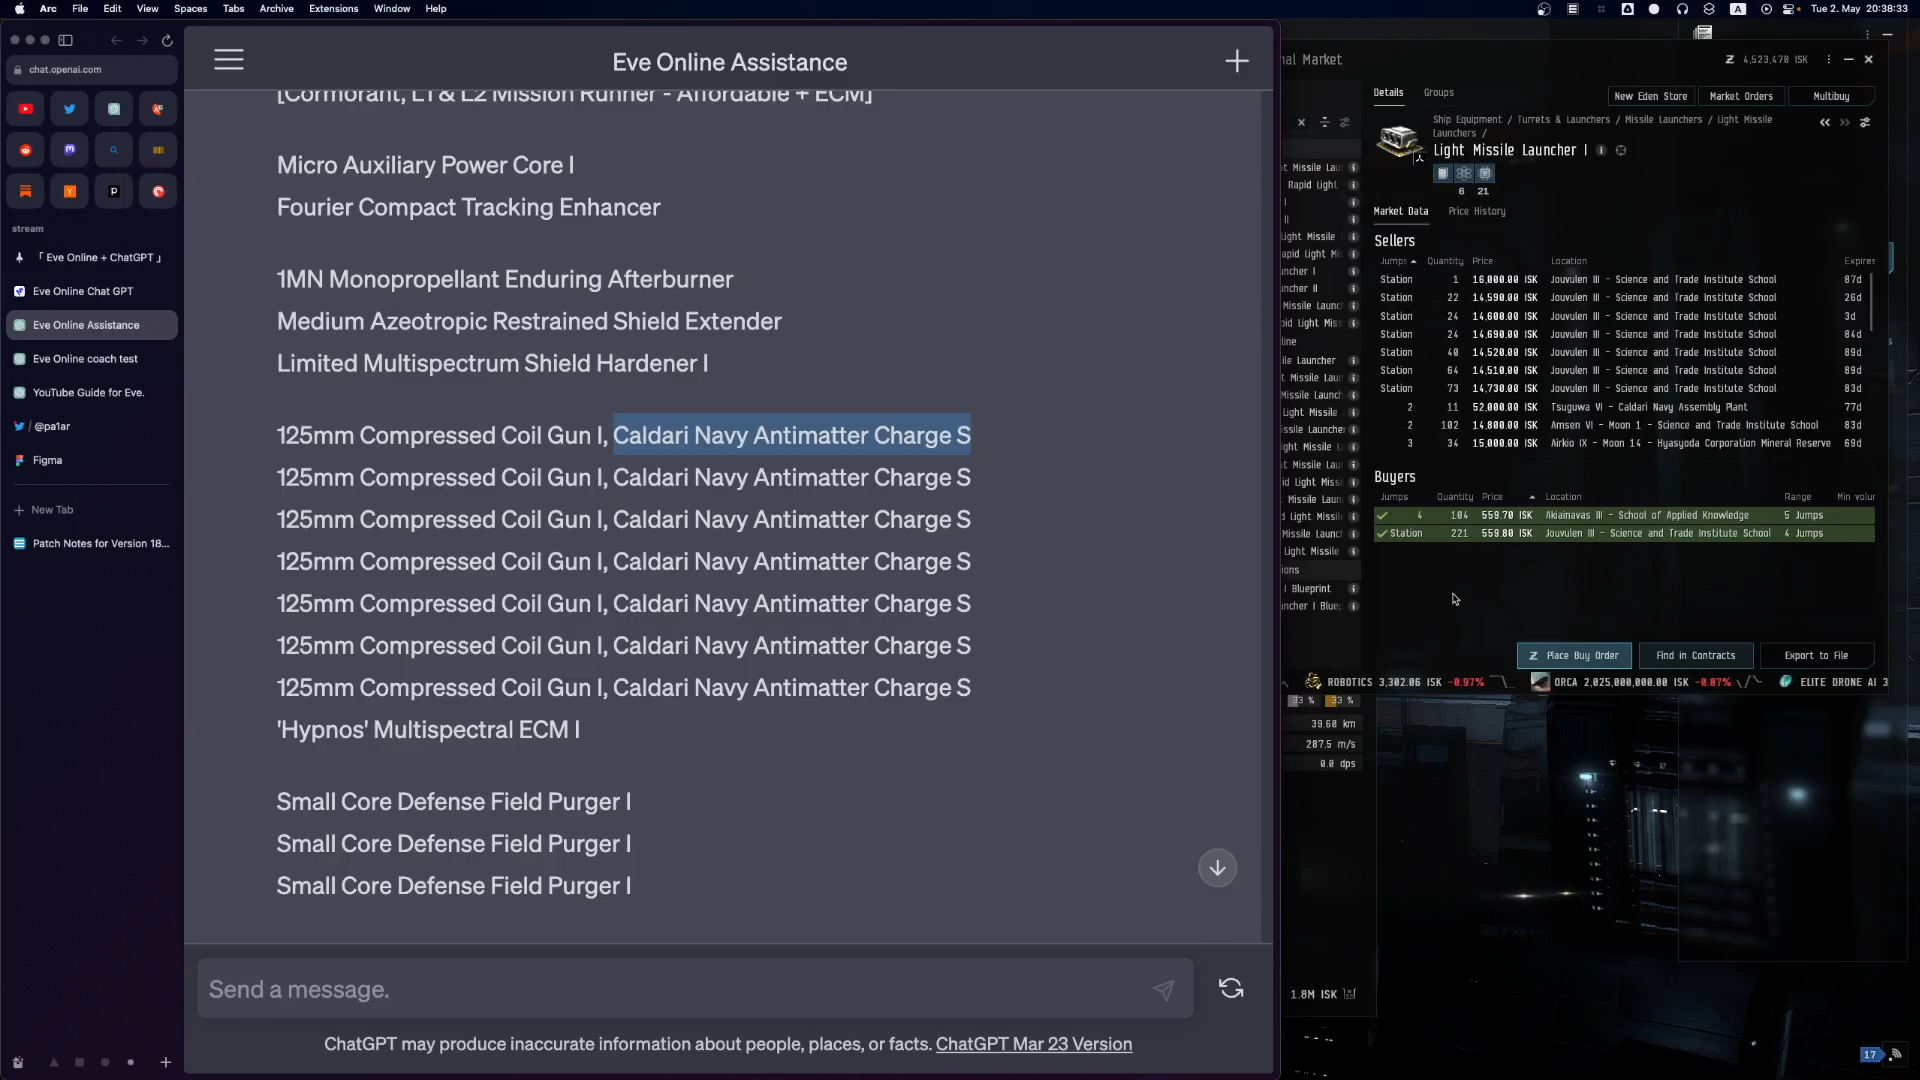 Arc File Edit View Spaces Tabs Archive Extensions Window Help
A Tue 2. May 20:38:33
chat.openai.com
stream
「 Eve Online + ChatGPT 」
Eve Online Chat GPT
Eve Online Assistance
Eve Online coach test
YouTube Guide for Eve.
@pa1ar
Figma
+ New Tab
Patch Notes for Version 18...
Eve Online Assistance
[Cormorant, L1 & L2 Mission Runner - Affordable + ECM]
Micro Auxiliary Power Core I
Fourier Compact Tracking Enhancer
1MN Monopropellant Enduring Afterburner
Medium Azeotropic Restrained Shield Extender
Limited Multispectrum Shield Hardener I
125mm Compressed Coil Gun I, Caldari Navy Antimatter Charge S
125mm Compressed Coil Gun I, Caldari Navy Antimatter Charge S
125mm Compressed Coil Gun I, Caldari Navy Antimatter Charge S
125mm Compressed Coil Gun I, Caldari Navy Antimatter Charge S
125mm Compressed Coil Gun I, Caldari Navy Antimatter Charge S
125mm Compressed Coil Gun I, Caldari Navy Antimatter Charge S
125mm Compressed Coil Gun I, Caldari Navy Antimatter Charge S
'Hypnos' Multispectral ECM I
Small Core Defense Field Purger I
Small Core Defense Field Purger I
Small Core Defense Field Purger I
Send a message.
ChatGPT may produce inaccurate information about people, places, or facts. ChatGPT Mar 23 Version
nal Market
4,523,470 ISK
Details Groups
New Eden Store Market Orders Multibuy
Ship Equipment / Turrets & Launchers / Missile Launchers / Light Missile
Launchers /
Light Missile Launcher I
6 21
Market Data Price History
Sellers
Jumps Quantity Price Location Expires
Station 1 16,000.00 ISK Jouvulen III - Science and Trade Institute School 87d
Station 22 14,590.00 ISK Jouvulen III - Science and Trade Institute School 26d
Station 24 14,600.00 ISK Jouvulen III - Science and Trade Institute School 3d
Station 24 14,690.00 ISK Jouvulen III - Science and Trade Institute School 84d
Station 40 14,520.00 ISK Jouvulen III - Science and Trade Institute School 89d
Station 64 14,510.00 ISK Jouvulen III - Science and Trade Institute School 89d
Station 73 14,730.00 ISK Jouvulen III - Science and Trade Institute School 83d
2 11 52,000.00 ISK Tsuguwa VI - Caldari Navy Assembly Plant 77d
2 102 14,800.00 ISK Amsen VI - Moon 1 - Science and Trade Institute School 83d
3 34 15,000.00 ISK Airkio IX - Moon 14 - Hyasyoda Corporation Mineral Reserve 69d
Buyers
Jumps Quantity Price Location Range Min volu
4 104 559.70 ISK Akiainavas III - School of Applied Knowledge 5 Jumps
Station 221 559.80 ISK Jouvulen III - Science and Trade Institute School 4 Jumps
Place Buy Order Find in Contracts Export to File
ROBOTICS 3,302.06 ISK -0.97% ORCA 2,025,000,000.00 ISK -0.07% ELITE DRONE AI 3
33 % 33 %
39.60 km
287.5 m/s
0.0 dps
1.8M ISK
17